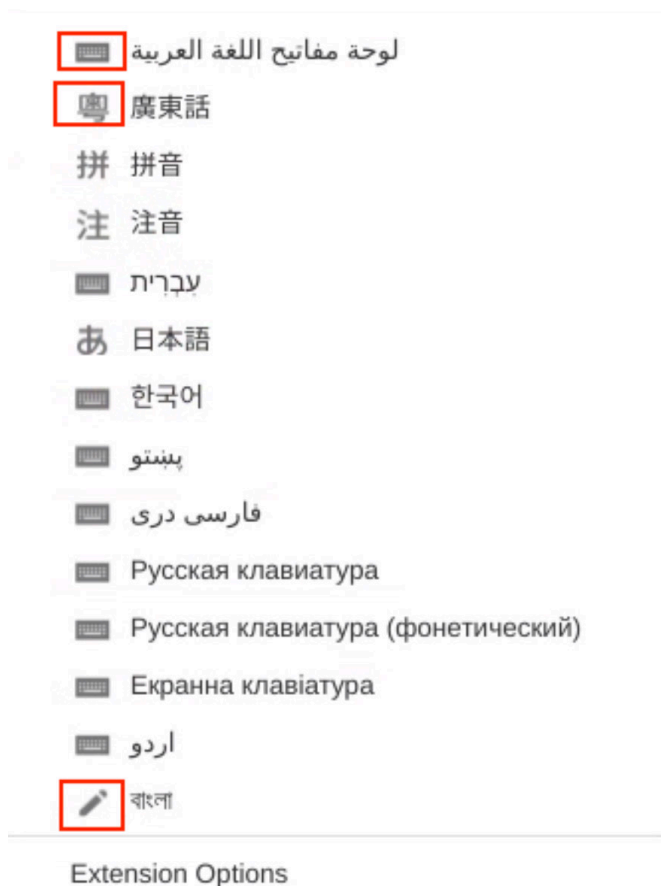 لوحة مفاتيح اللغة العربية
粵 廣東話
拼 拼音
注 注音
עִבְרִית
あ 日本語
한국어
پښتو
فارسی دری
Русская клавиатура
Русская клавиатура (фонетический)
Екранна клавіатура
اردو
বাংলা
Extension Options